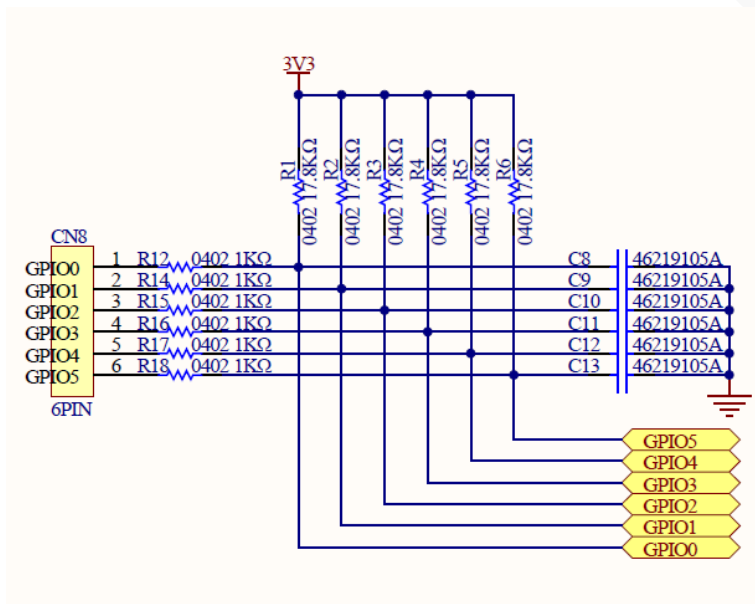 3V3
R1 0402 17.8KΩ
R2 0402 17.8KΩ
R3 0402 17.8KΩ
R4 0402 17.8KΩ
R5 0402 17.8KΩ
R6 0402 17.8KΩ
CN8
GPIO0 1 R12 0402 1KΩ C8 46219105A
GPIO1 2 R14 0402 1KΩ C9 46219105A
GPIO2 3 R15 0402 1KΩ C10 46219105A
GPIO3 4 R16 0402 1KΩ C11 46219105A
GPIO4 5 R17 0402 1KΩ C12 46219105A
GPIO5 6 R18 0402 1KΩ C13 46219105A
6PIN
GPIO5
GPIO4
GPIO3
GPIO2
GPIO1
GPIO0